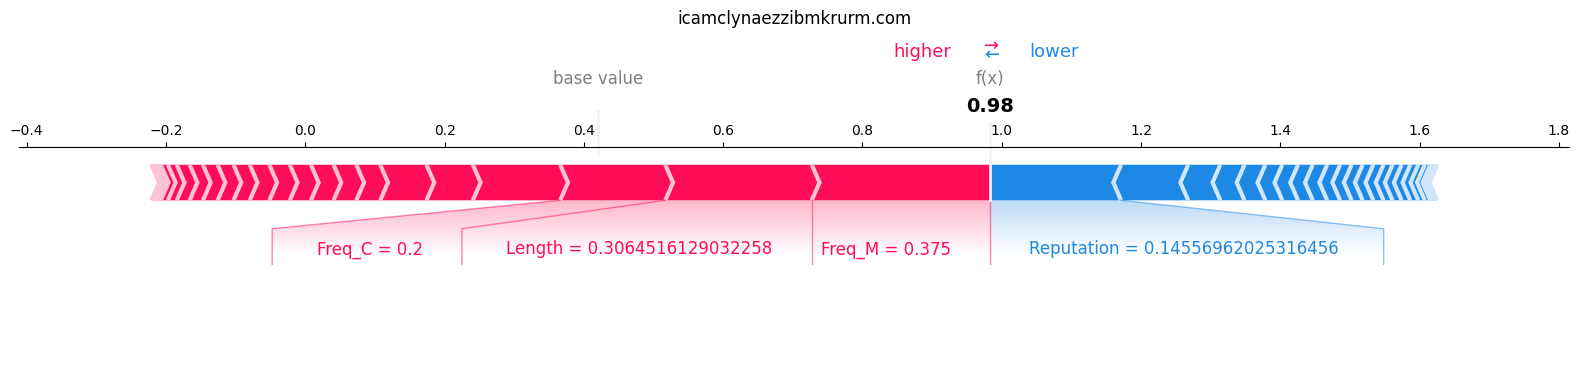 icamclynaezzibmkrurm.com
higher → ← lower
base value f(x)
0.98
−0.4 −0.2 0.0 0.2 0.4 0.6 0.8 1.0 1.2 1.4 1.6 1.8
Freq_C = 0.2 Length = 0.3064516129032258 Freq_M = 0.375 Reputation = 0.14556962025316456